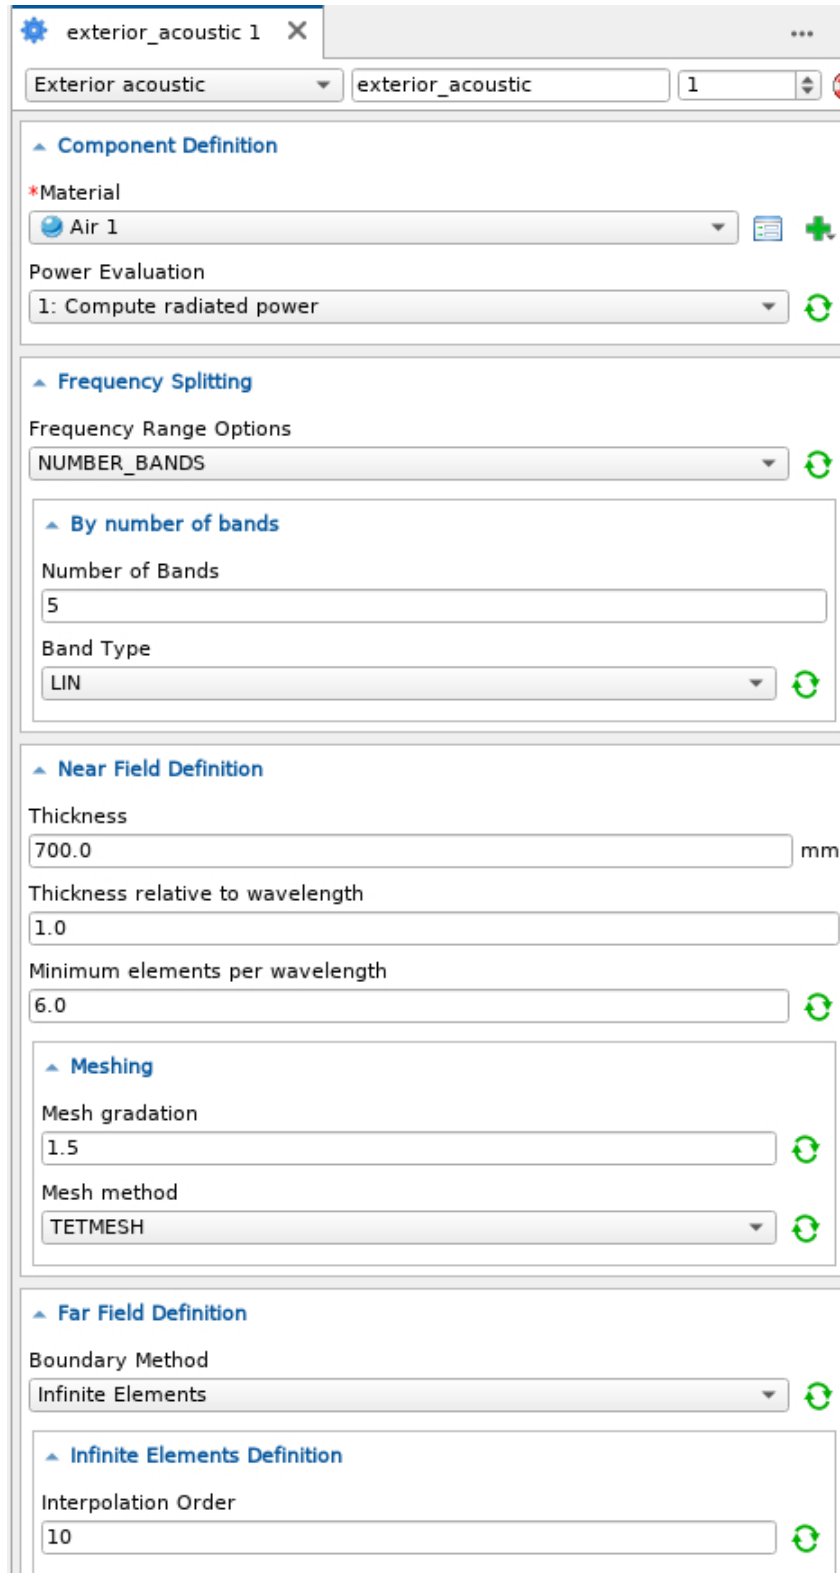 exterior_acoustic 1
Exterior acoustic exterior_acoustic 1
Component Definition
*Material
Air 1
Power Evaluation
1: Compute radiated power
Frequency Splitting
Frequency Range Options
NUMBER_BANDS
By number of bands
Number of Bands
5
Band Type
LIN
Near Field Definition
Thickness
700.0 mm
Thickness relative to wavelength
1.0
Minimum elements per wavelength
6.0
Meshing
Mesh gradation
1.5
Mesh method
TETMESH
Far Field Definition
Boundary Method
Infinite Elements
Infinite Elements Definition
Interpolation Order
10